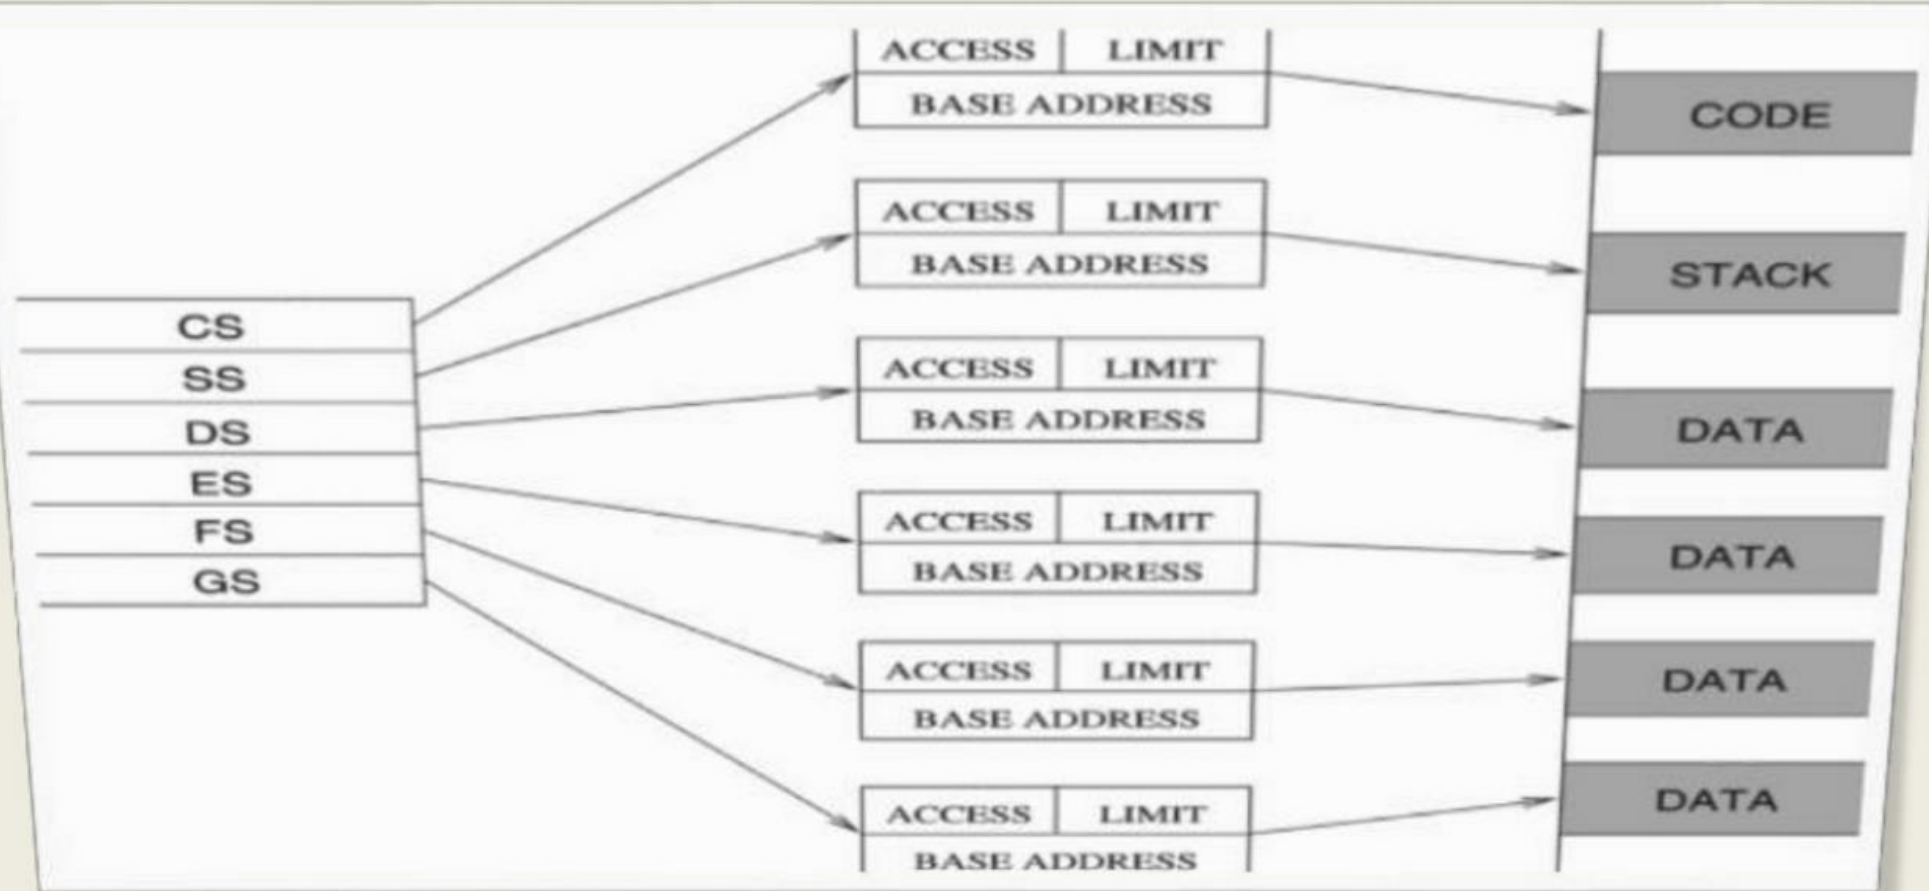 ACCESS LIMIT
BASE ADDRESS
CODE
ACCESS LIMIT
BASE ADDRESS
STACK
CS
SS
DS
ES
FS
GS
ACCESS LIMIT
BASE ADDRESS
DATA
ACCESS LIMIT
BASE ADDRESS
DATA
ACCESS LIMIT
BASE ADDRESS
DATA
ACCESS LIMIT
BASE ADDRESS
DATA